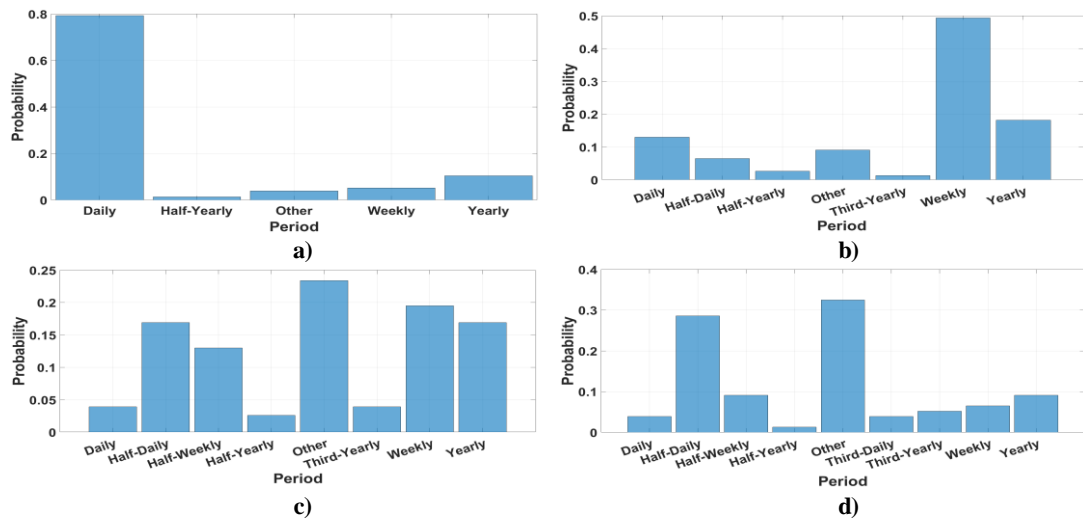 0.8
0.6
0.4
0.2
0
Probability
Daily
Half-Yearly
Other
Weekly
Yearly
Period
a)
0.5
0.4
0.3
0.2
0.1
0
Probability
Daily
Half-Daily
Half-Yearly
Other
Third-Yearly
Weekly
Yearly
Period
b)
0.25
0.2
0.15
0.1
0.05
0
Probability
Daily
Half-Daily
Half-Weekly
Half-Yearly
Other
Third-Yearly
Weekly
Yearly
Period
c)
0.4
0.3
0.2
0.1
0
Probability
Daily
Half-Daily
Half-Weekly
Half-Yearly
Other
Third-Daily
Third-Yearly
Weekly
Yearly
Period
d)